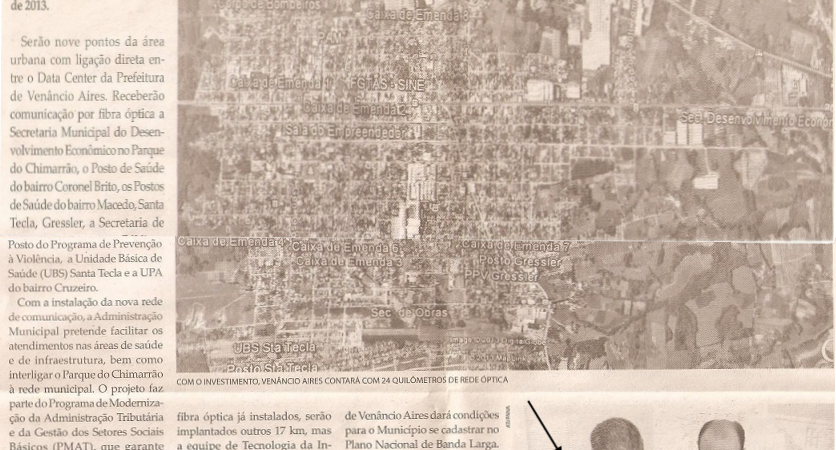 de 2013.
Serão nove pontos da área
urbana com ligação direta en-
tre o Data Center da Prefeitura
de Venâncio Aires. Receberão
comunicação por fibra óptica a
Secretaria Municipal do Desen-
volvimento Econômico no Parque
do Chimarrão, o Posto de Saúde
do bairro Coronel Brito, os Postos
de Saúde do bairro Macedo, Santa
Tecla, Gressler, a Secretaria de
Posto do Programa de Prevenção
à Violência, a Unidade Básica de
Saúde (UBS) Santa Tecla e a UPA
do bairro Cruzeiro.
Com a instalação da nova rede
de comunicação, a Administração
Municipal pretende facilitar os
atendimentos nas áreas de saúde
e de infraestrutura, bem como
interligar o Parque do Chimarrão
à rede municipal. O projeto faz
parte do Programa de Moderniza-
ção da Administração Tributária
e da Gestão dos Setores Sociais
Básicos (PMAT), que garante
Corpo de Bombeiros
Caixa de Emenda 8
Caixa de Emenda 1
FGTAS SINE
Caixa de Emenda 2
Sala do Empreendedor
Sec. Desenvolvimento Econom
Caixa de Emenda 4
Caixa de Emenda 6
Caixa de Emenda 7
Caixa de Emenda 3
Posto Gressler
PPV Gressler
Sec de Obras
UBS Sta Tecla
Posto Sta Tecla
COM O INVESTIMENTO, VENÂNCIO AIRES CONTARÁ COM 24 QUILÔMETROS DE REDE ÓPTICA
fibra óptica já instalados, serão
implantados outros 17 km, mas
a equipe de Tecnologia da In-
de Venâncio Aires dará condições
para o Município se cadastrar no
Plano Nacional de Banda Larga.